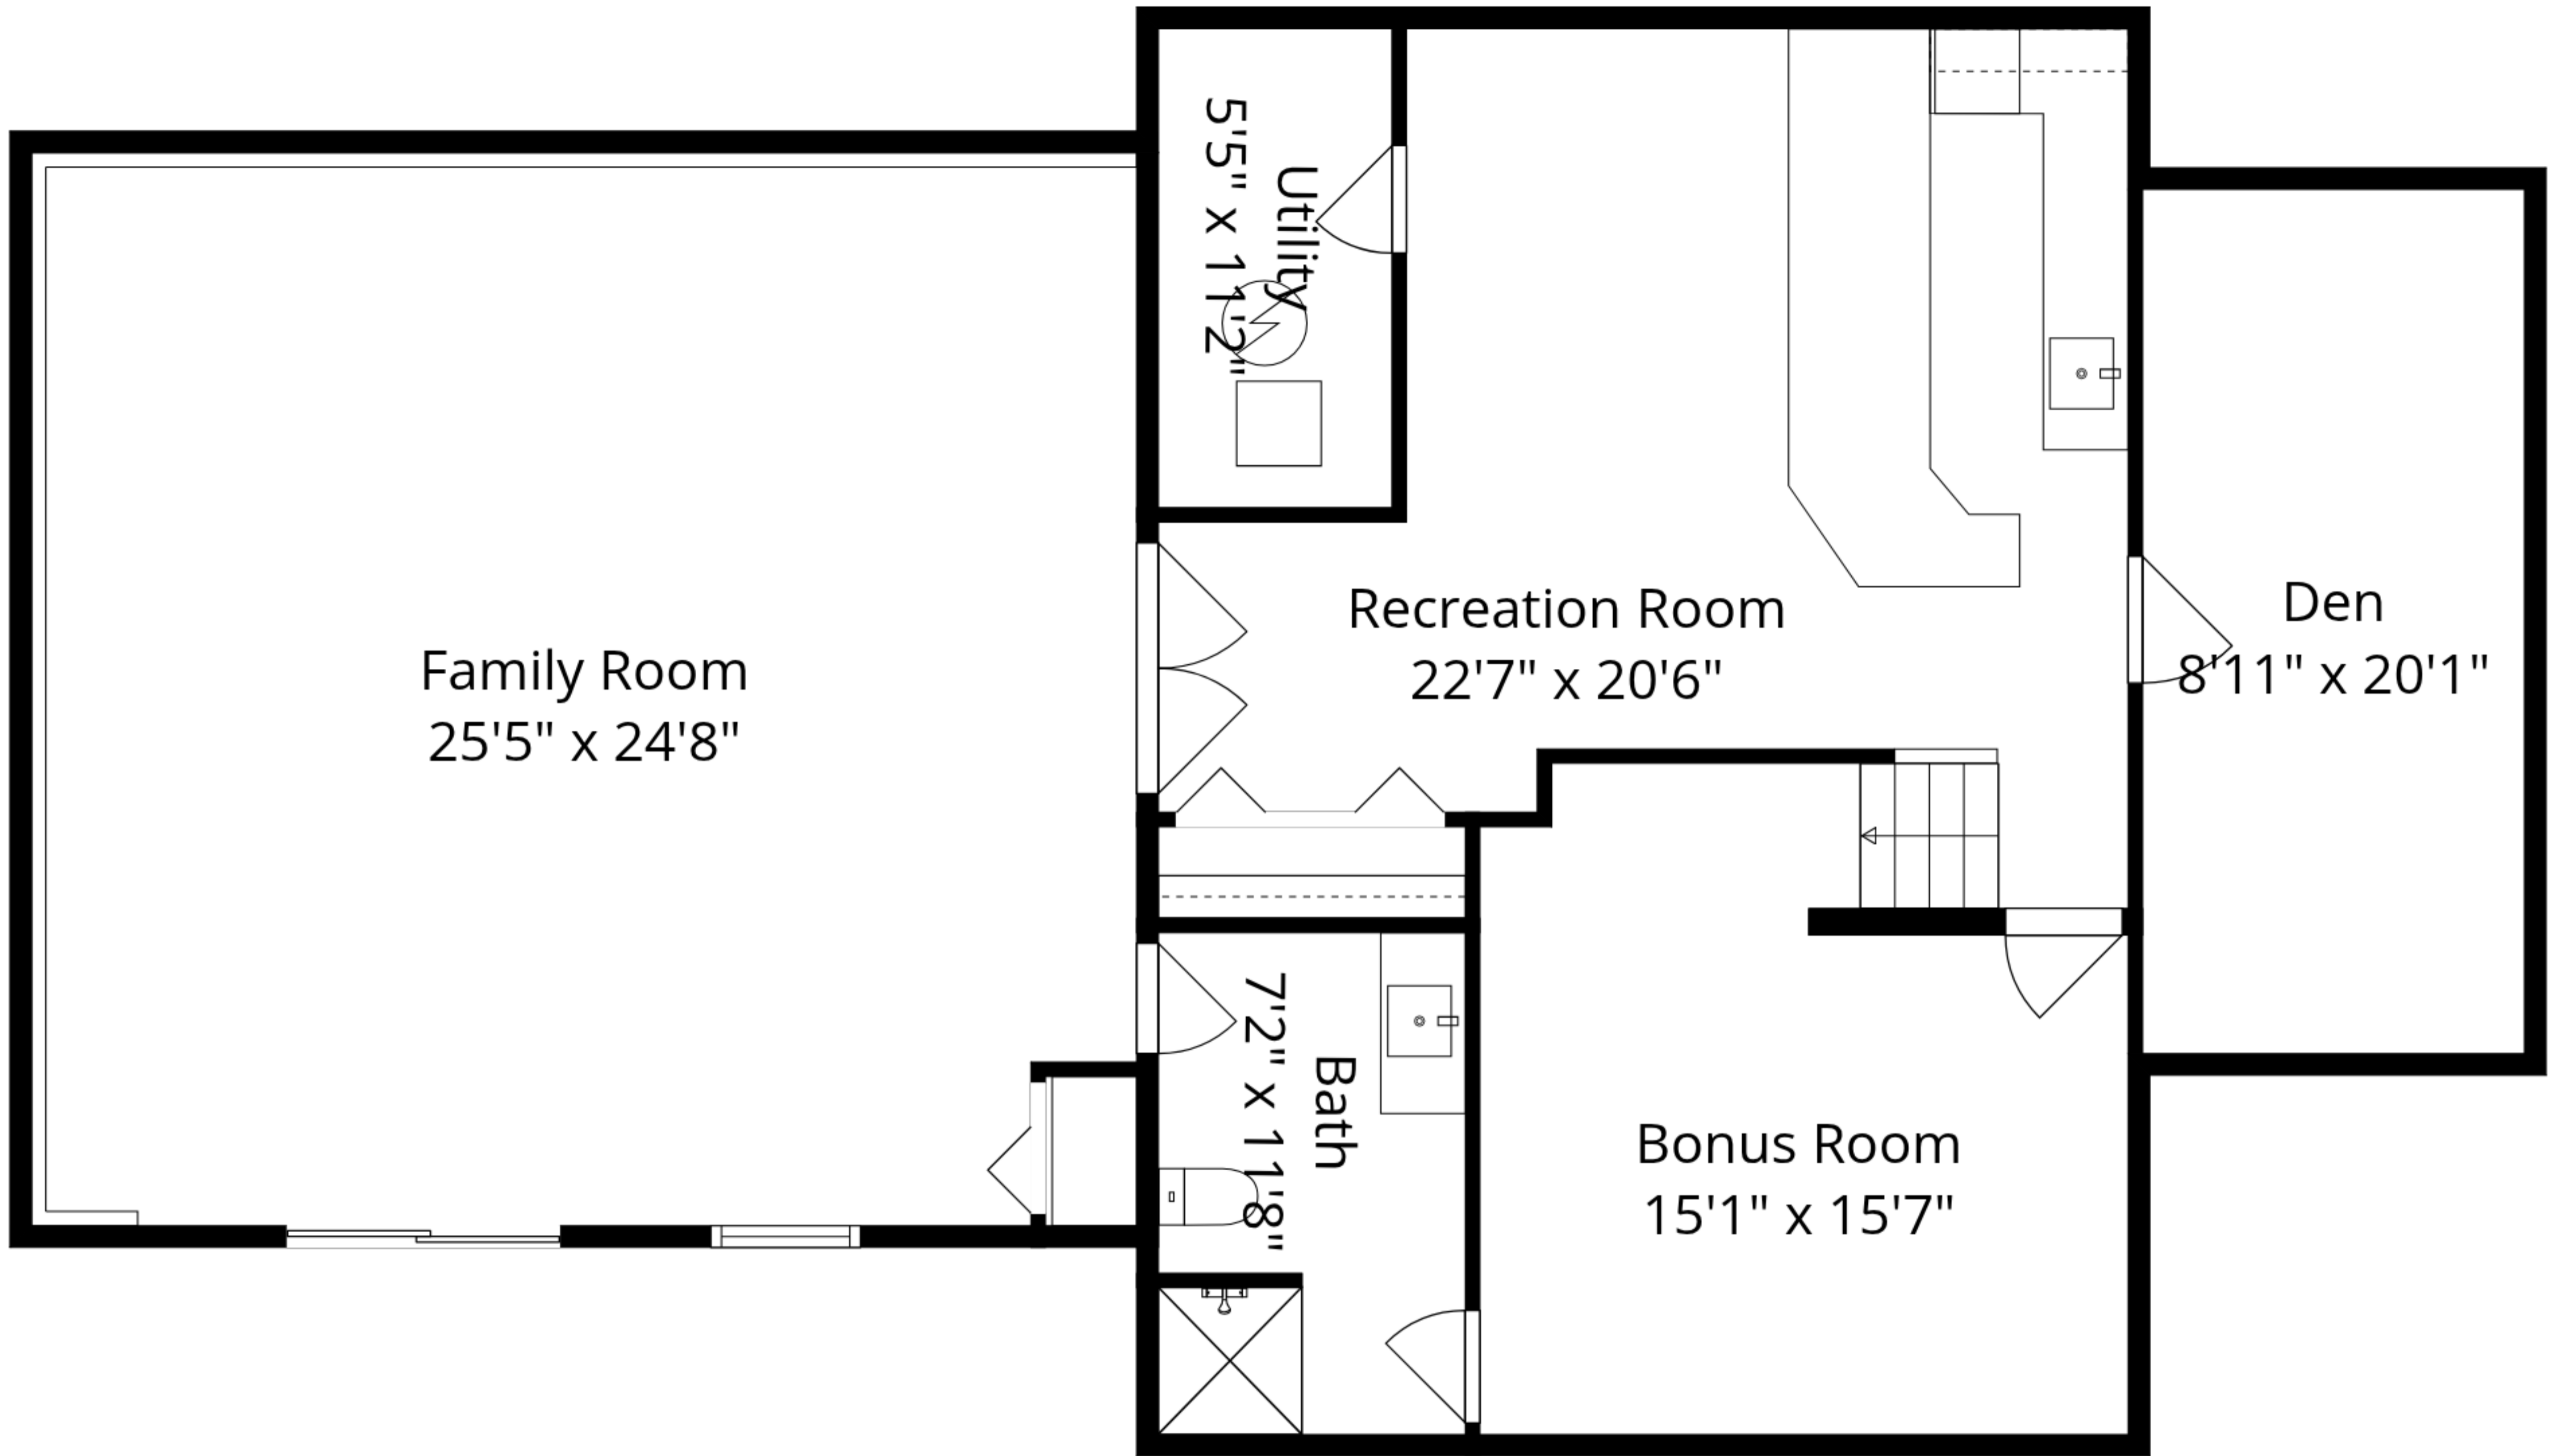 Utility
5'5" x 11'2"
Recreation Room
22'7" x 20'6"
Den
8'11" x 20'1"
Family Room
25'5" x 24'8"
Bath
7'2" x 11'8"
Bonus Room
15'1" x 15'7"